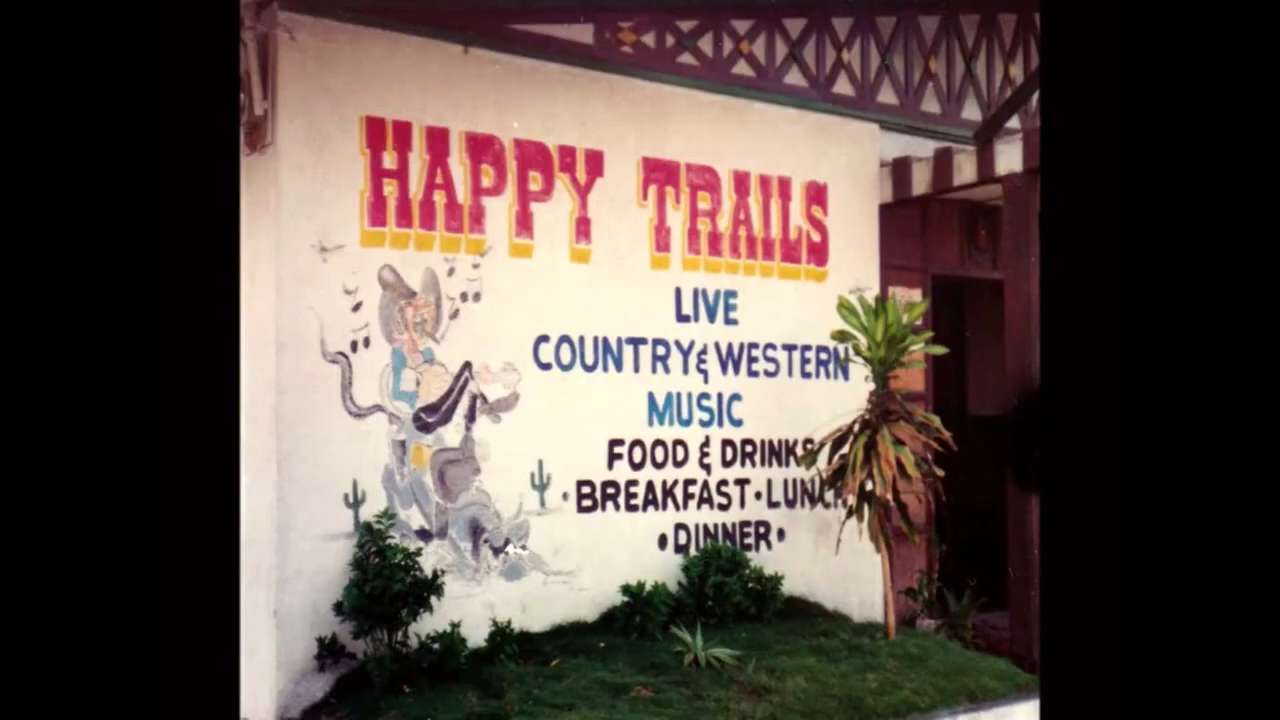 HAPPY TRAILS
LIVE
COUNTRY & WESTERN
MUSIC
FOOD & DRINKS
•BREAKFAST•LUNCH
•DINNER•